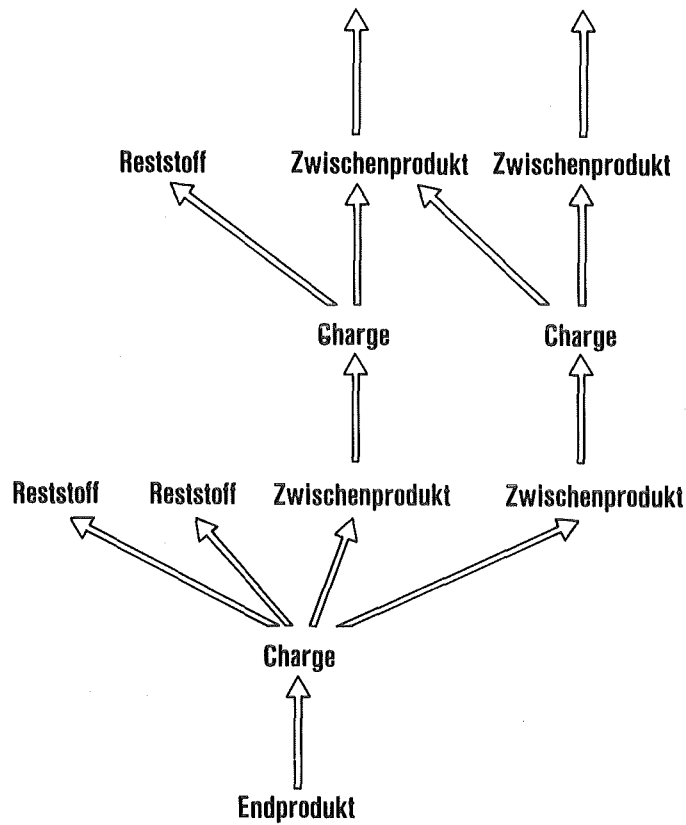 Reststoff Zwischenprodukt Zwischenprodukt
Charge Charge
Reststoff Reststoff Zwischenprodukt Zwischenprodukt
Charge
Endprodukt